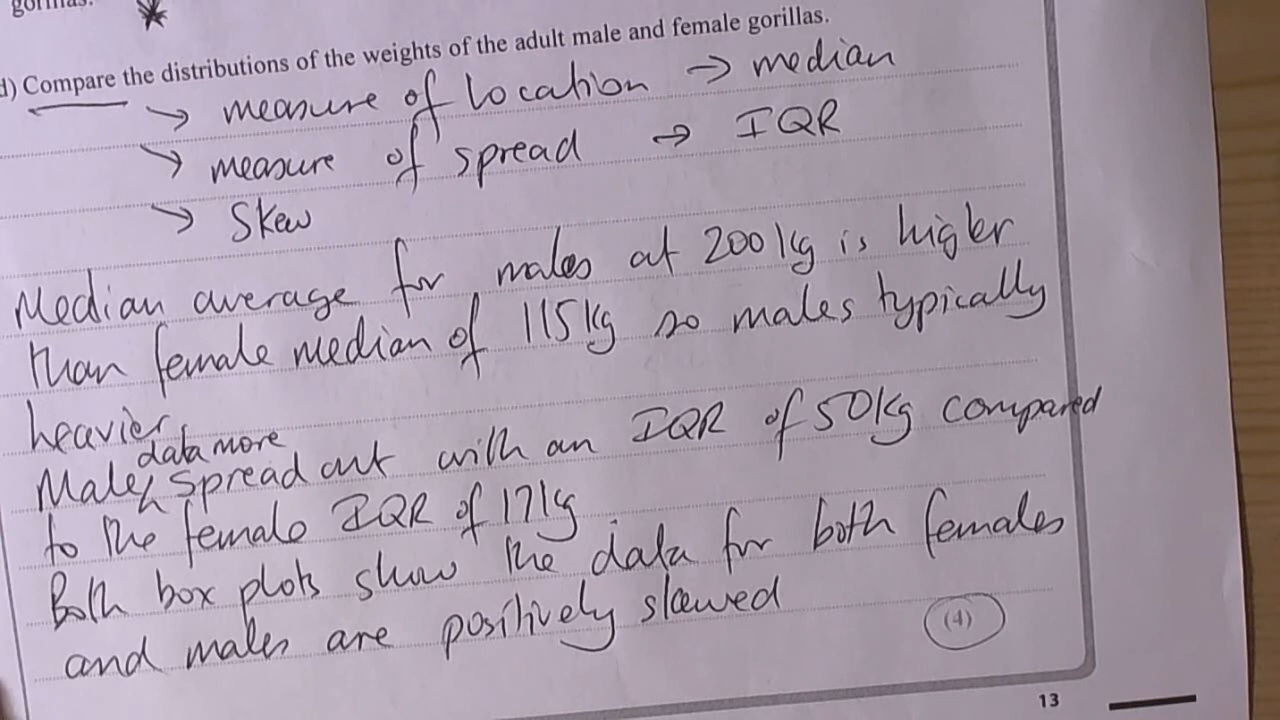 gorillas.
d) Compare the distributions of the weights of the adult male and female gorillas.
→ measure of location → median
→ measure of spread → IQR
→ Skew
Median average for males at 200kg is higher
than female median of 115kg so males typically
heavier
data more
Male, spread out with an IQR of 50kg compared
to the female IQR of 17kg
Both box plots show the data for both females
and males are positively skewed
(4)
13